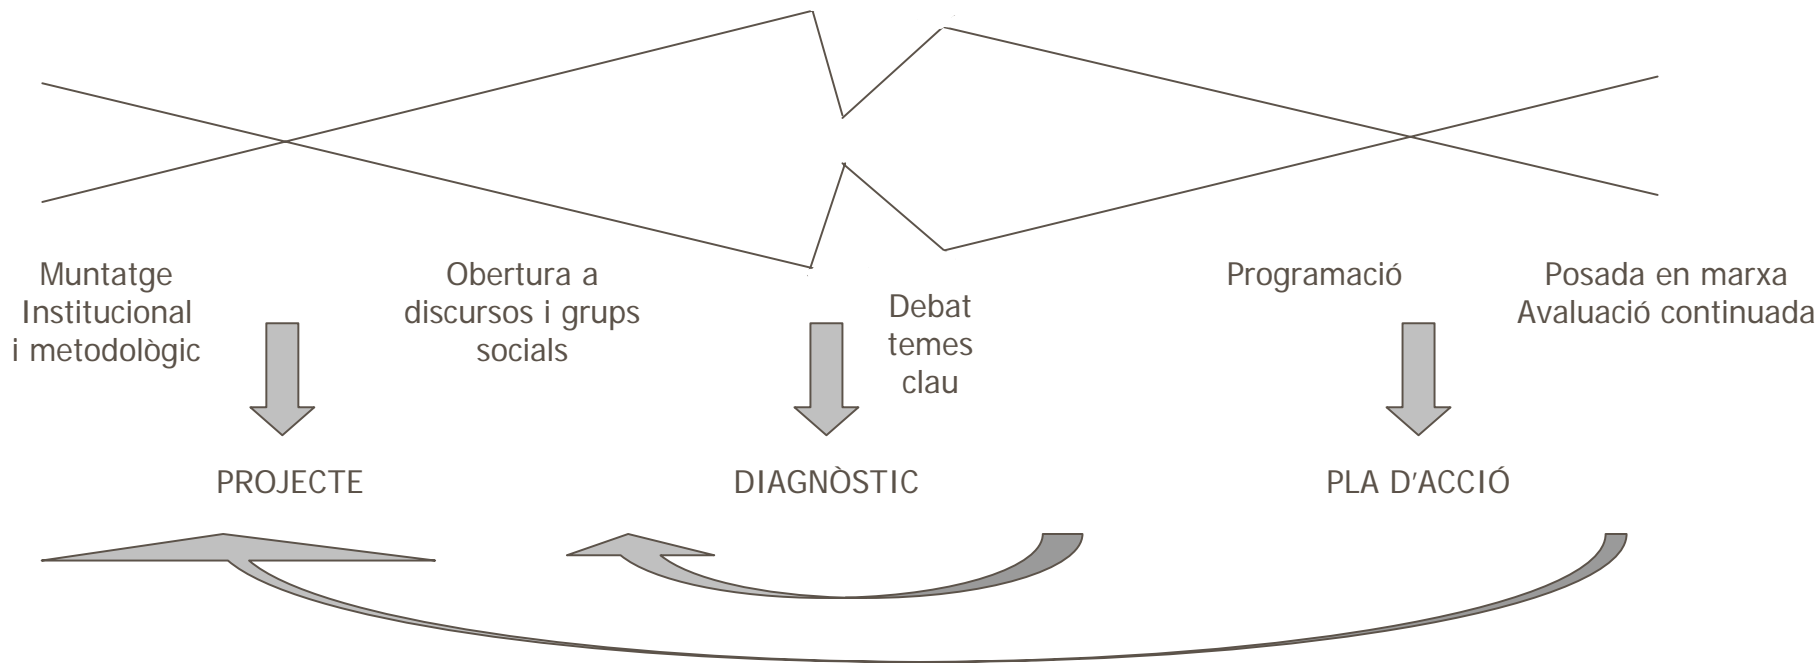 Muntatge
Institucional
i metodològic
Obertura a
discursos i grups
socials
Debat
temes
clau
Programació
Posada en marxa
Avaluació continuada
PROJECTE
DIAGNÒSTIC
PLA D'ACCIÓ